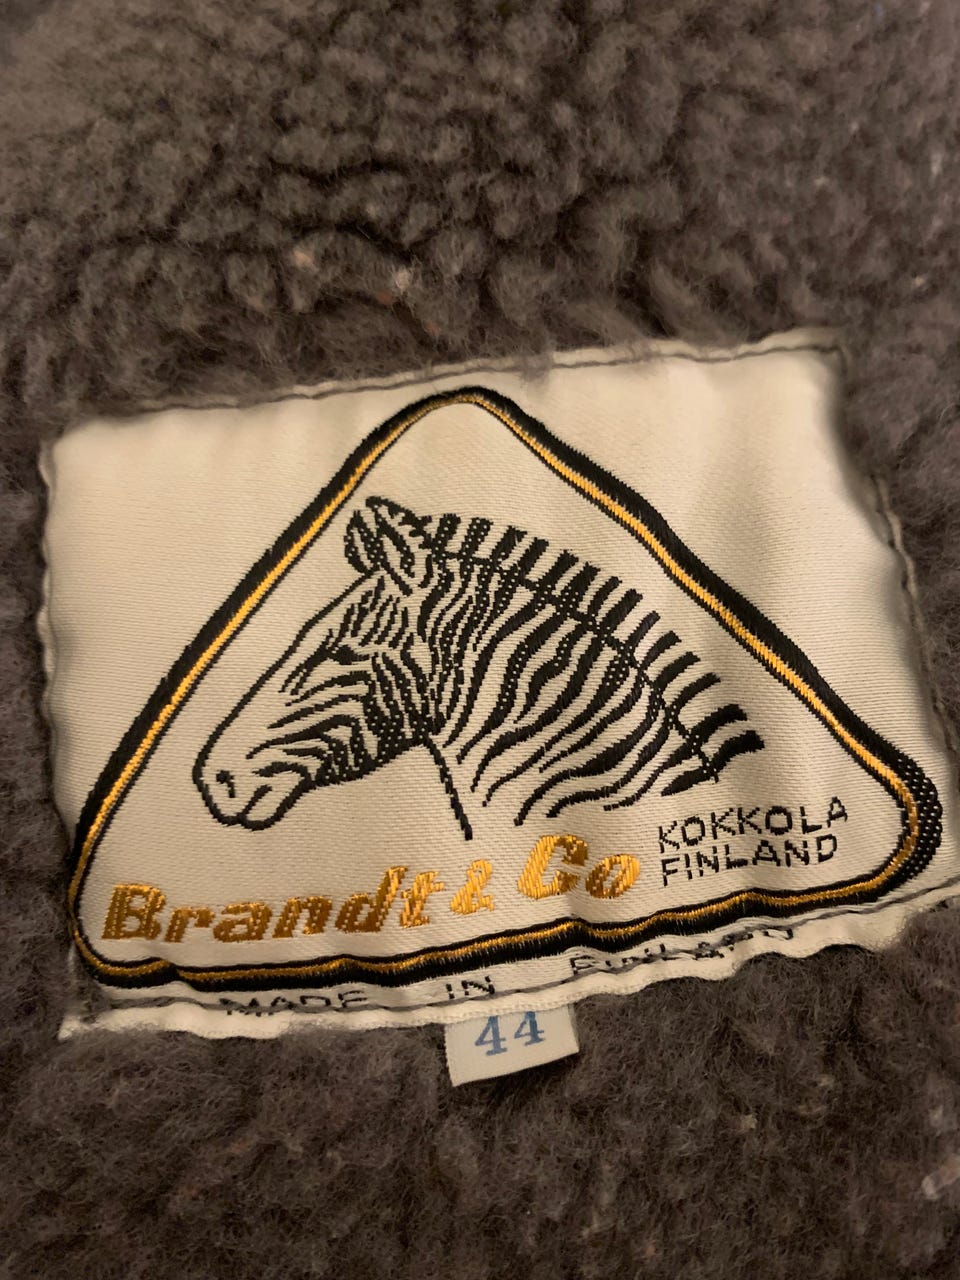 Brandt & Co
KOKKOLA
FINLAND
MADE IN FINLAND
44